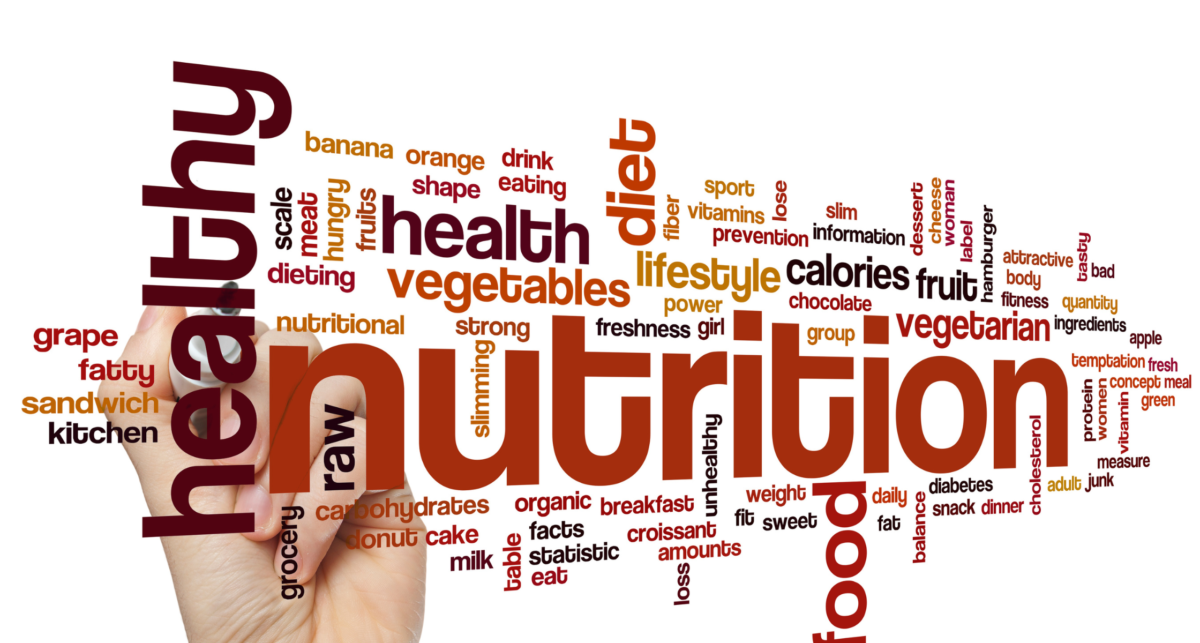 healthy
banana
orange
drink
shape
eating
scale
meat
hungry
fruits
health
diet
fiber
sport
vitamins
lose
prevention
slim
information
dessert
cheese
woman
label
hamburger
dieting
vegetables
lifestyle
calories
fruit
attractive
tasty
bad
body
fitness
quantity
power
chocolate
nutritional
strong
freshness
girl
group
vegetarian
ingredients
apple
grape
fatty
sandwich
kitchen
nutrition
slimming
raw
unhealthy
temptation
fresh
protein
women
concept
meal
vitamin
green
cholesterol
measure
adult
junk
carbohydrates
organic
breakfast
weight
daily
diabetes
grocery
donut
cake
facts
croissant
fit
sweet
food
fat
balance
snack
dinner
milk
table
statistic
amounts
eat
loss